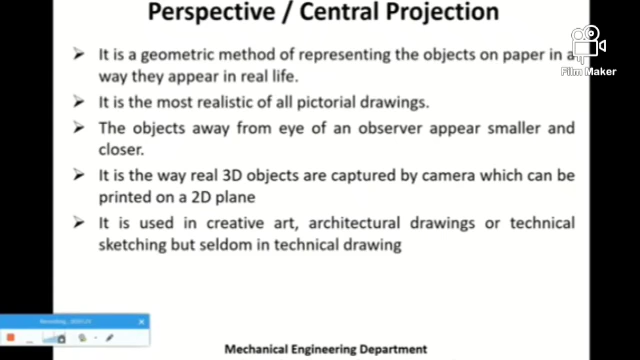 Perspective / Central Projection
➤ It is a geometric method of representing the objects on paper in a
way they appear in real life.
➤ It is the most realistic of all pictorial drawings.
➤ The objects away from eye of an observer appear smaller and
closer.
➤ It is the way real 3D objects are captured by camera which can be
printed on a 2D plane
➤ It is used in creative art, architectural drawings or technical
sketching but seldom in technical drawing
Mechanical Engineering Department
Film Maker